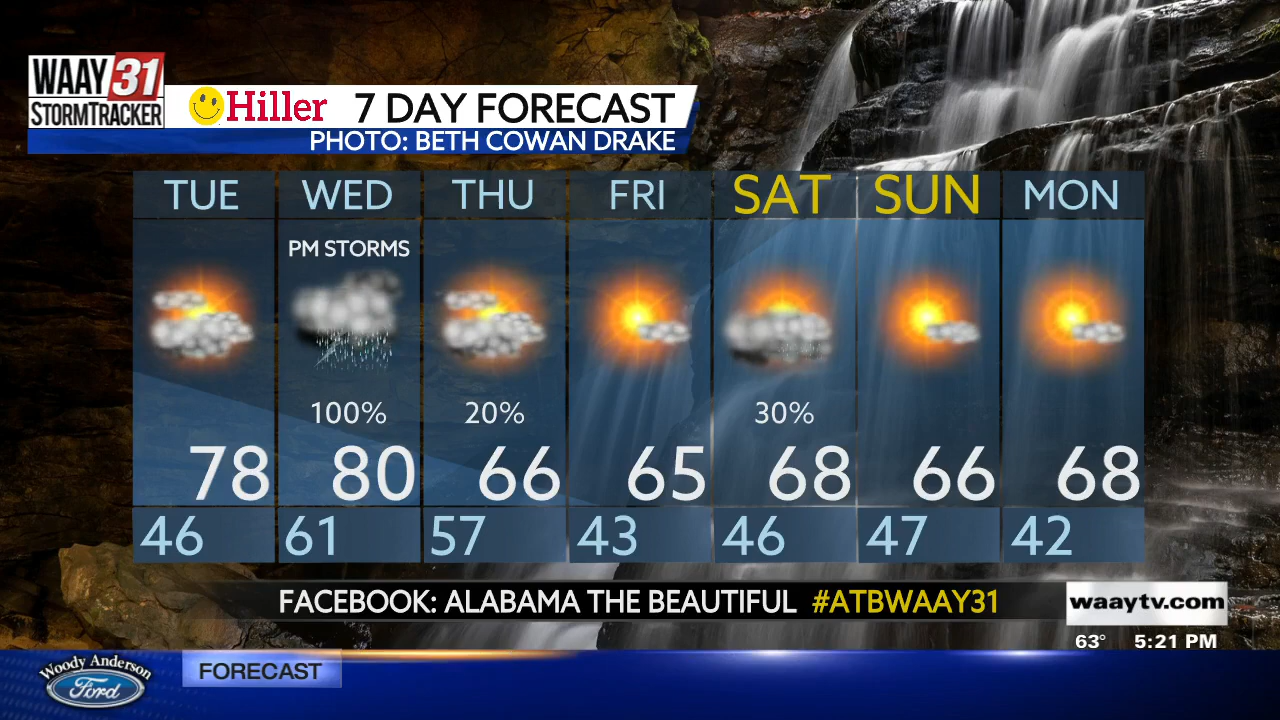 WAAY 31
STORMTRACKER
Hiller 7 DAY FORECAST
PHOTO: BETH COWAN DRAKE
TUE WED THU FRI SAT SUN MON
PM STORMS
100% 20% 30%
78 80 66 65 68 66 68
46 61 57 43 46 47 42
FACEBOOK: ALABAMA THE BEAUTIFUL #ATBWAAY31
waaytv.com
63° 5:21 PM
Woody Anderson
Ford
FORECAST